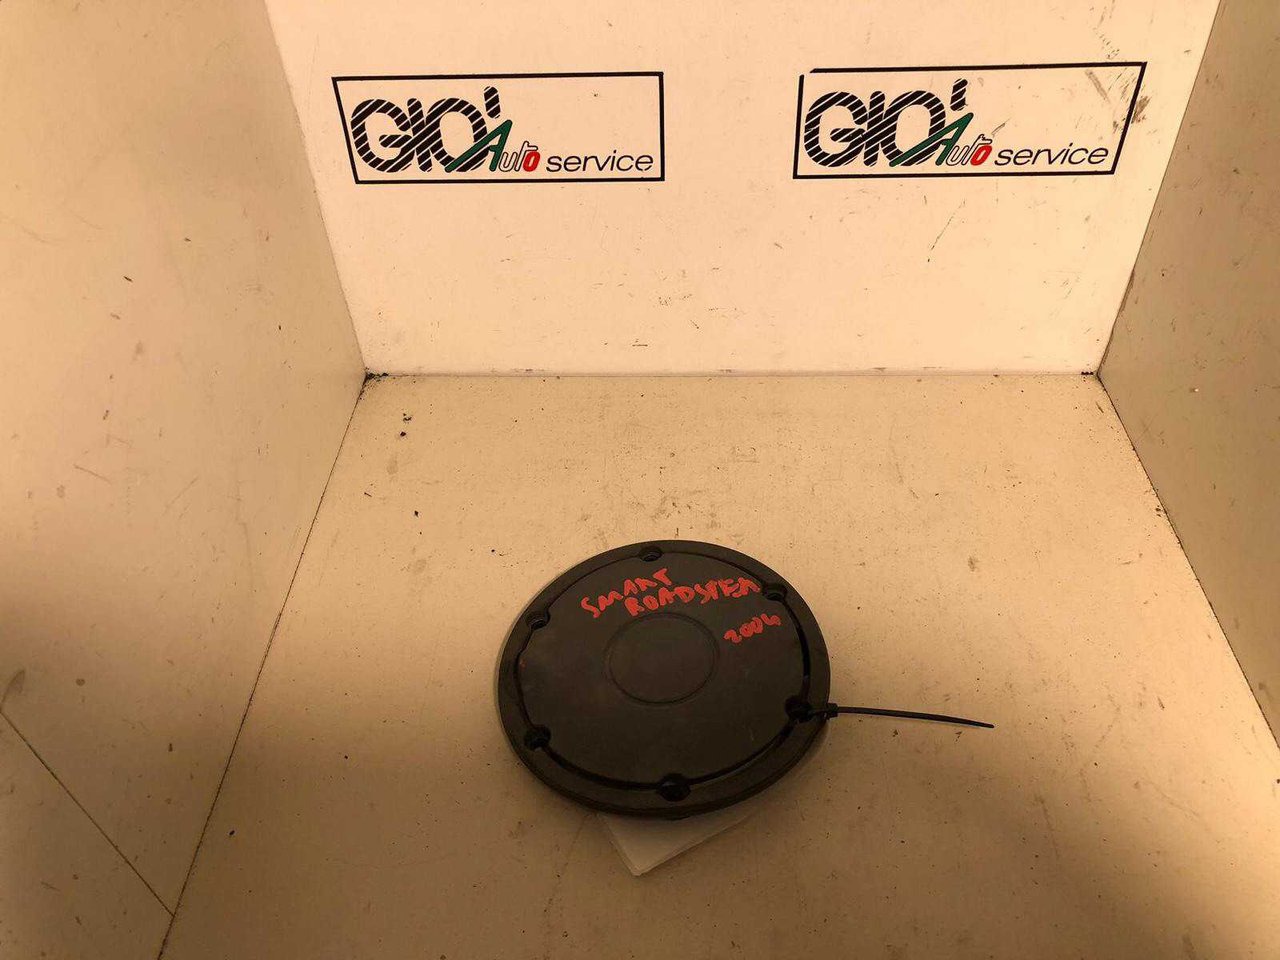 GIO' Auto service
GIO' Auto service
SMART
ROADSTER
2004